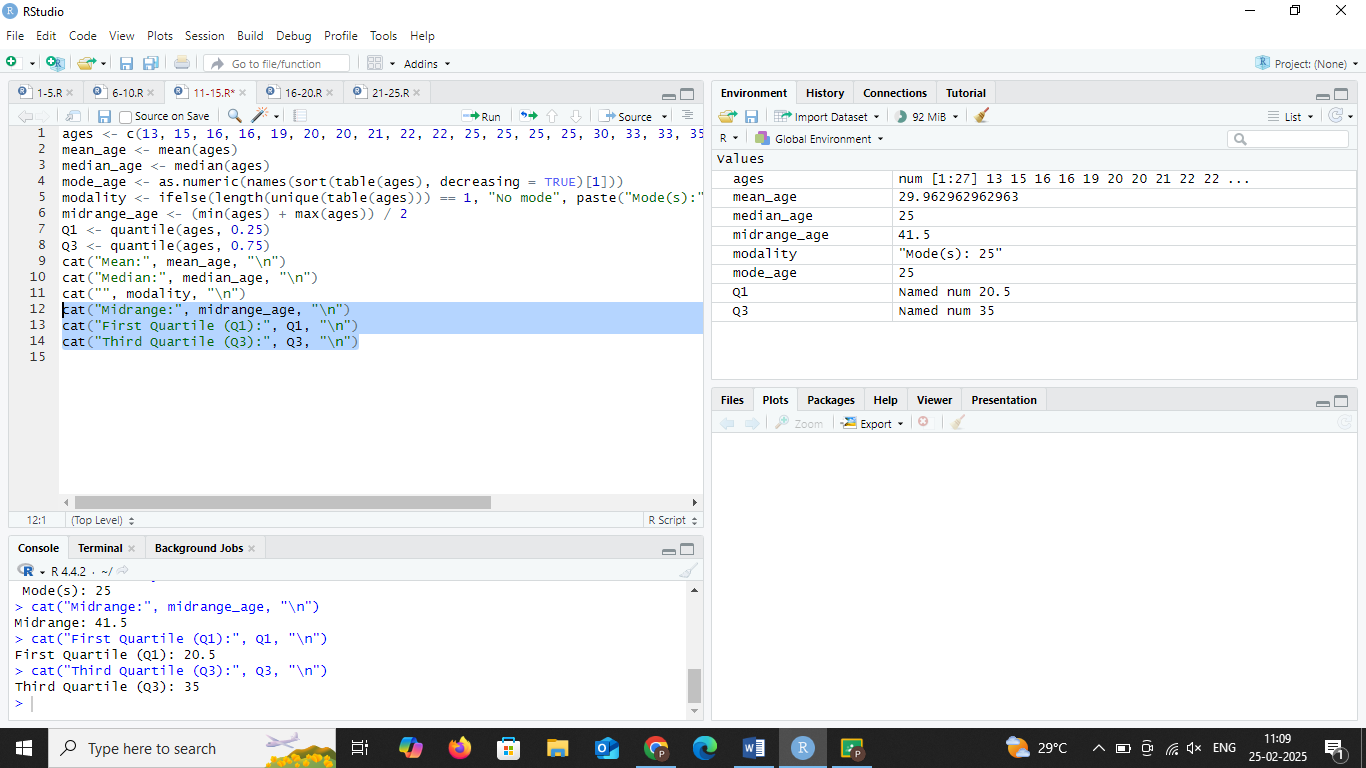 RStudio
File Edit Code View Plots Session Build Debug Profile Tools Help
Go to file/function Addins Project: (None)
1-5.R 6-10.R 11-15.R* 16-20.R 21-25.R
Source on Save Run Source
1 ages <- c(13, 15, 16, 16, 19, 20, 20, 21, 22, 22, 25, 25, 25, 25, 30, 33, 33, 35
2 mean_age <- mean(ages)
3 median_age <- median(ages)
4 mode_age <- as.numeric(names(sort(table(ages), decreasing = TRUE)[1]))
5 modality <- ifelse(length(unique(table(ages))) == 1, "No mode", paste("Mode(s):"
6 midrange_age <- (min(ages) + max(ages)) / 2
7 Q1 <- quantile(ages, 0.25)
8 Q3 <- quantile(ages, 0.75)
9 cat("Mean:", mean_age, "\n")
10 cat("Median:", median_age, "\n")
11 cat("", modality, "\n")
12 cat("Midrange:", midrange_age, "\n")
13 cat("First Quartile (Q1):", Q1, "\n")
14 cat("Third Quartile (Q3):", Q3, "\n")
15
12:1 (Top Level) R Script
Console Terminal Background Jobs
R 4.4.2 · ~/
Mode(s): 25
> cat("Midrange:", midrange_age, "\n")
Midrange: 41.5
> cat("First Quartile (Q1):", Q1, "\n")
First Quartile (Q1): 20.5
> cat("Third Quartile (Q3):", Q3, "\n")
Third Quartile (Q3): 35
>
Environment History Connections Tutorial
Import Dataset 92 MiB List
R Global Environment
Values
ages num [1:27] 13 15 16 16 19 20 20 21 22 22 ...
mean_age 29.962962962963
median_age 25
midrange_age 41.5
modality "Mode(s): 25"
mode_age 25
Q1 Named num 20.5
Q3 Named num 35
Files Plots Packages Help Viewer Presentation
Zoom Export
Type here to search 29°C ENG 11:09
25-02-2025 1